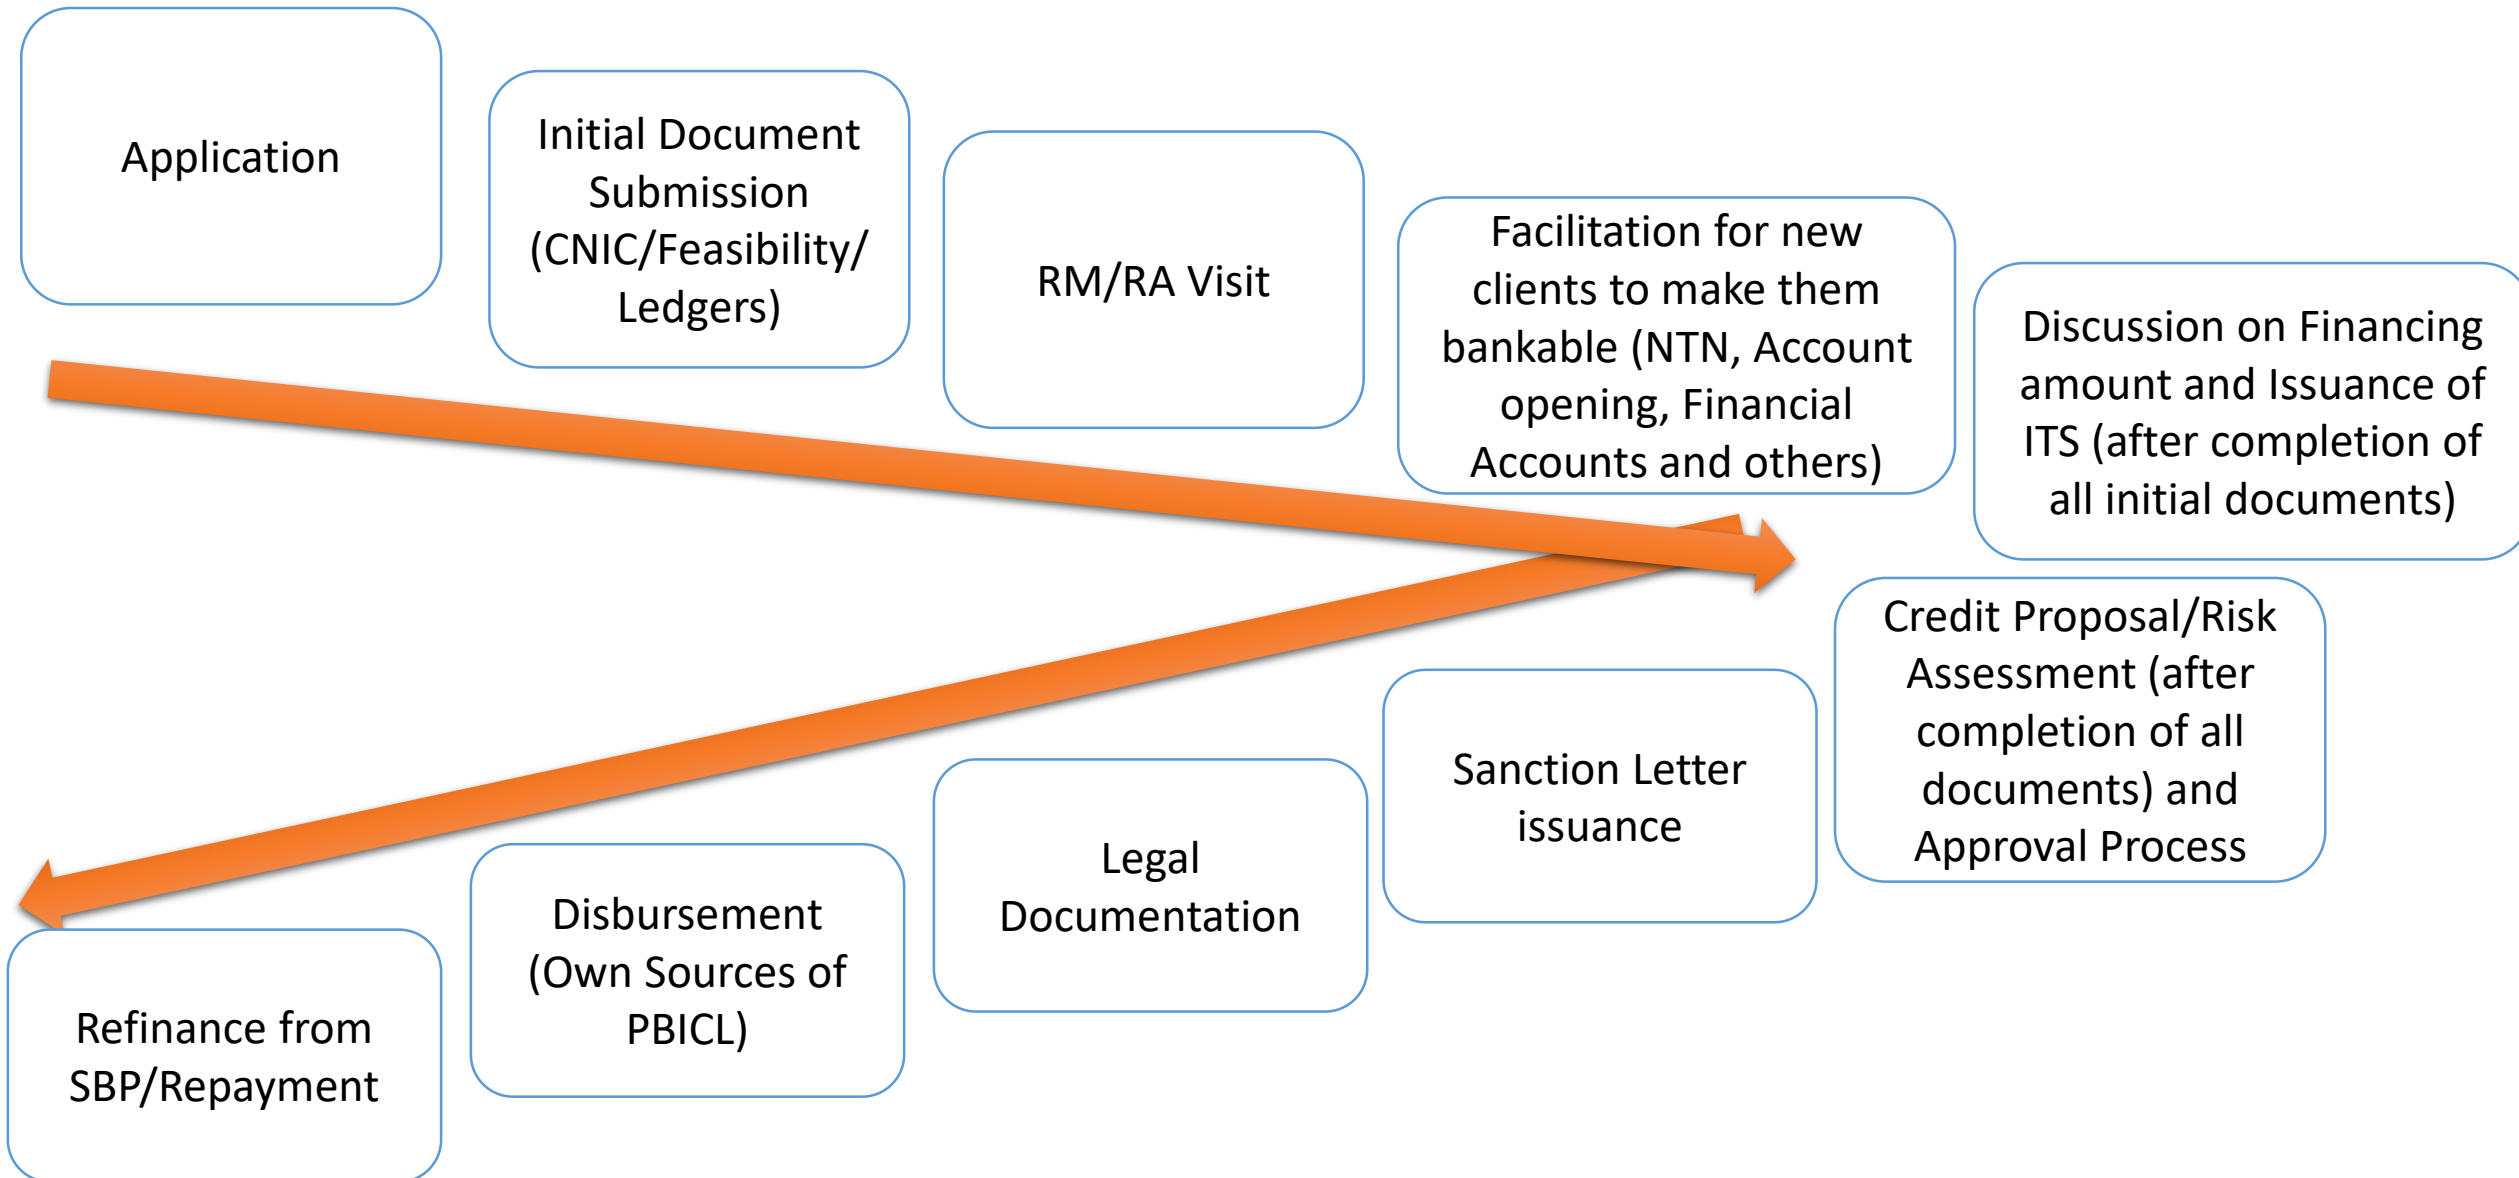 Application
Initial Document
Submission
(CNIC/Feasibility/
Ledgers)
RM/RA Visit
Facilitation for new
clients to make them
bankable (NTN, Account
opening, Financial
Accounts and others)
Discussion on Financing
amount and Issuance of
ITS (after completion of
all initial documents)
Credit Proposal/Risk
Assessment (after
completion of all
documents) and
Approval Process
Sanction Letter
issuance
Legal
Documentation
Disbursement
(Own Sources of
PBICL)
Refinance from
SBP/Repayment